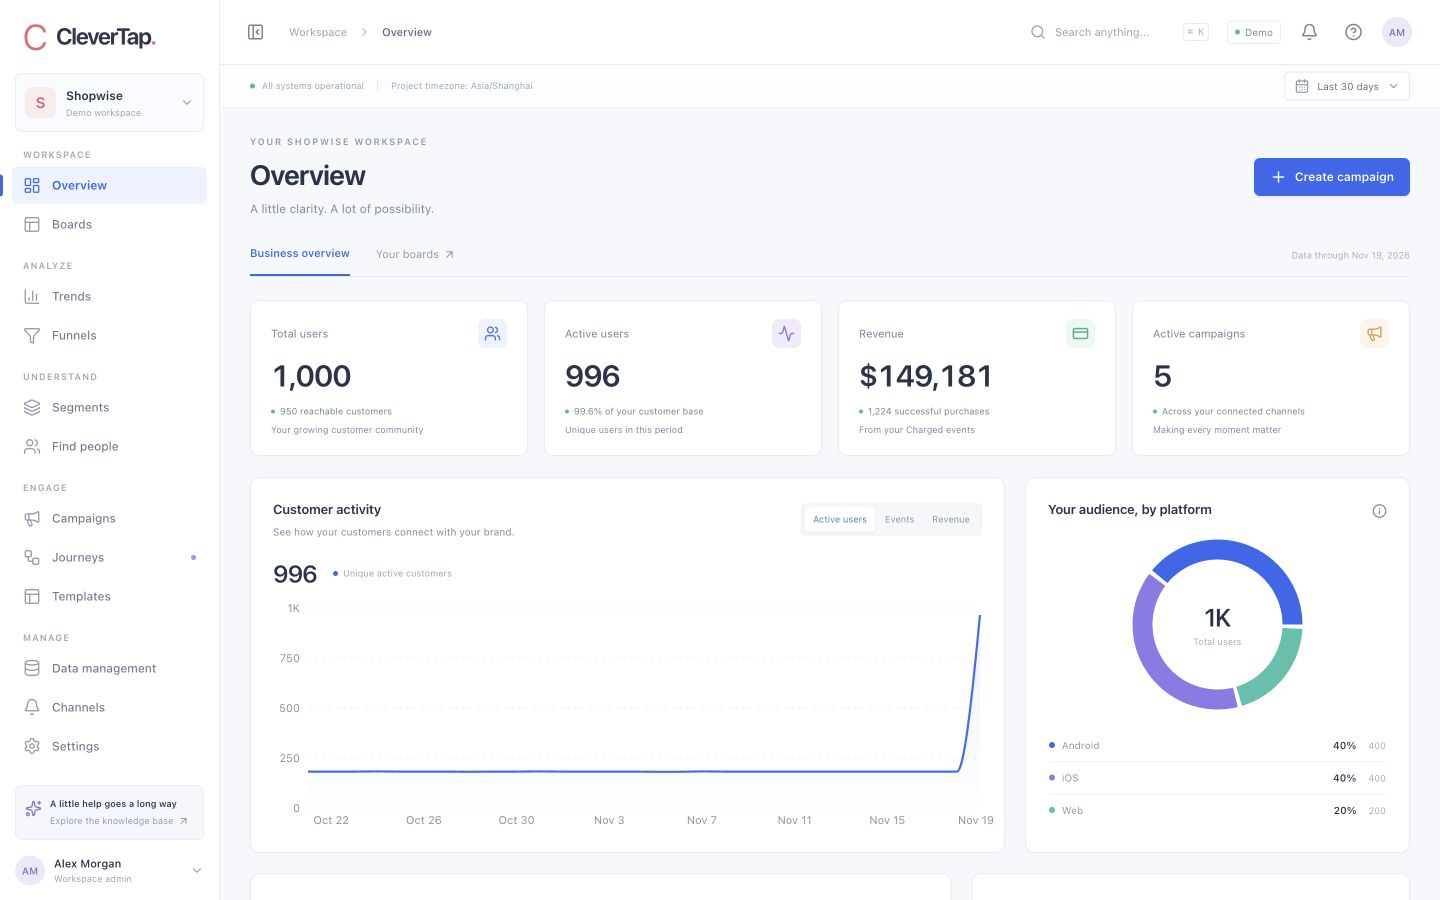 CleverTap.
S
Shopwise
Demo workspace
WORKSPACE
Overview
Boards
ANALYZE
Trends
Funnels
UNDERSTAND
Segments
Find people
ENGAGE
Campaigns
Journeys
Templates
MANAGE
Data management
Channels
Settings
A little help goes a long way
Explore the knowledge base
AM
Alex Morgan
Workspace admin
Workspace
Overview
Search anything...
⌘ K
Demo
AM
All systems operational
Project timezone: Asia/Shanghai
Last 30 days
YOUR SHOPWISE WORKSPACE
Overview
A little clarity. A lot of possibility.
Create campaign
Business overview
Your boards
Data through Nov 19, 2026
Total users
1,000
950 reachable customers
Your growing customer community
Active users
996
99.6% of your customer base
Unique users in this period
Revenue
$149,181
1,224 successful purchases
From your Charged events
Active campaigns
5
Across your connected channels
Making every moment matter
Customer activity
See how your customers connect with your brand.
Active users
Events
Revenue
996
Unique active customers
1K
750
500
250
0
Oct 22
Oct 26
Oct 30
Nov 3
Nov 7
Nov 11
Nov 15
Nov 19
Your audience, by platform
1K
Total users
Android 40% 400
iOS 40% 400
Web 20% 200